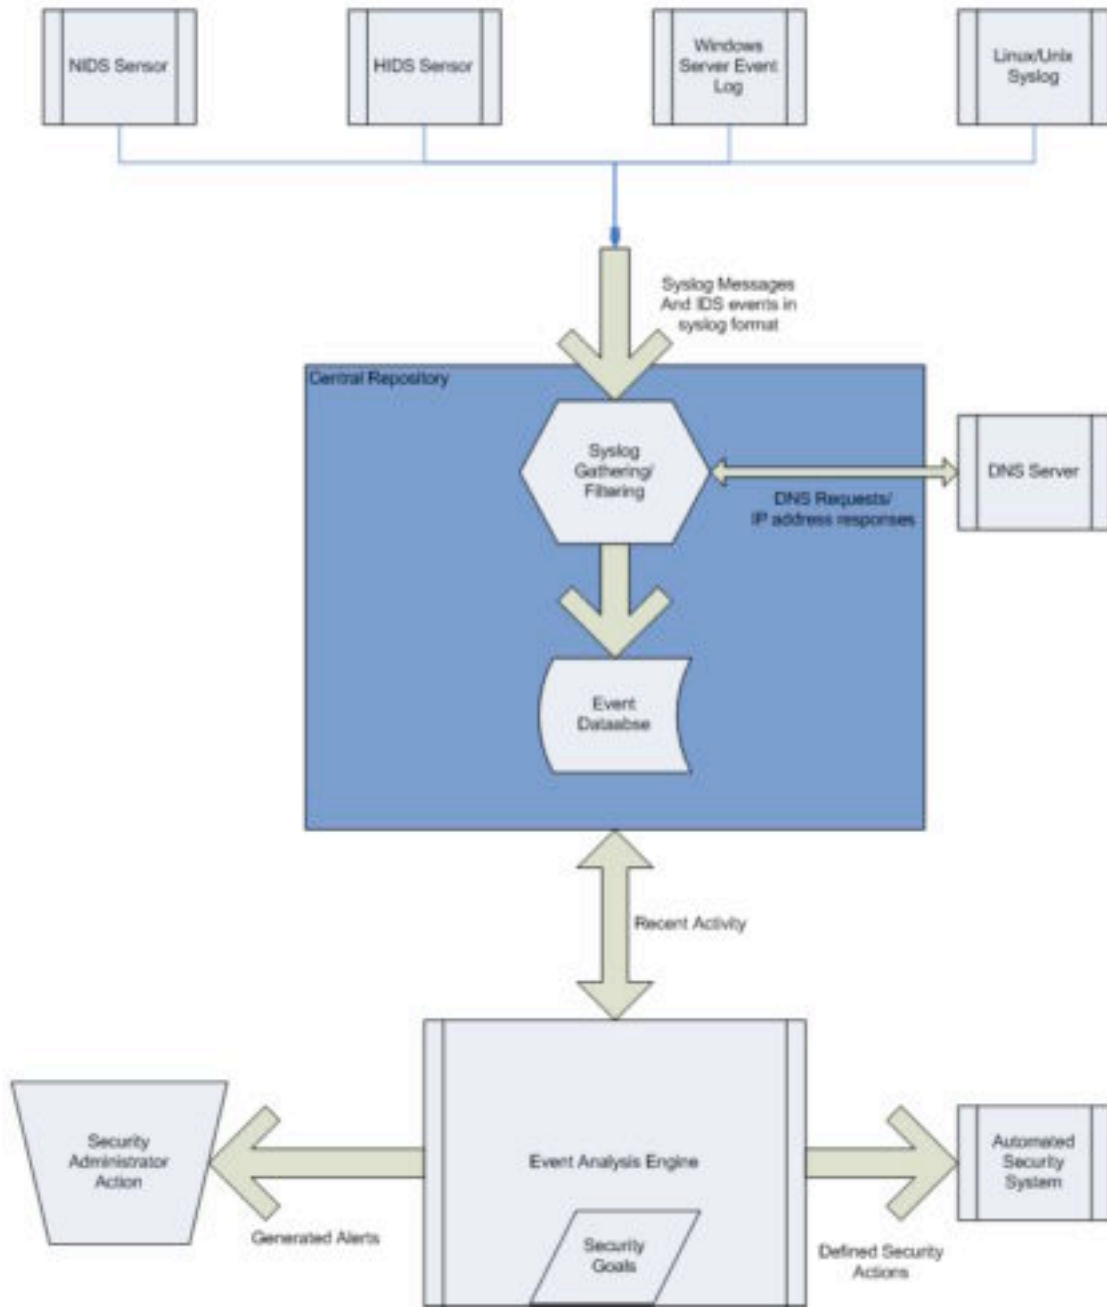 NIDS Sensor
HIDS Sensor
Windows
Server Event
Log
Linux/Unix
Syslog
Syslog Messages
And IDS events in
syslog format
Central Repository
Syslog
Gathering/
Filtering
DNS Requests/
IP address responses
DNS Server
Event
Dataabse
Recent Activity
Security
Administrator
Action
Generated Alerts
Event Analysis Engine
Security
Goals
Automated
Security
System
Defined Security
Actions